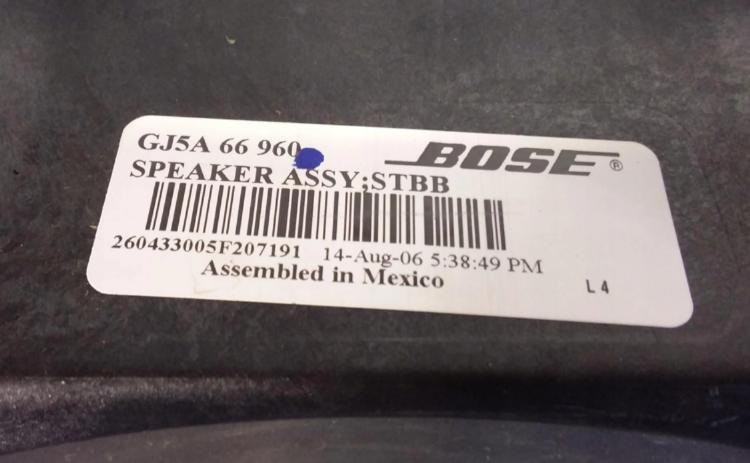 GJ5A 66 960
BOSE ®
SPEAKER ASSY;STBB
260433005F207191 14-Aug-06 5:38:49 PM
Assembled in Mexico
L4